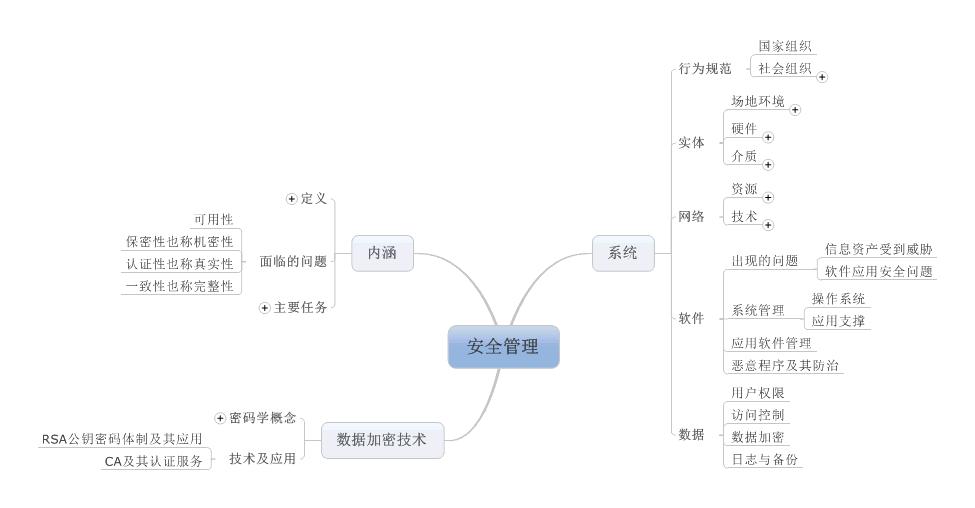 安全管理
内涵
定义
面临的问题
可用性
保密性也称机密性
认证性也称真实性
一致性也称完整性
主要任务
数据加密技术
密码学概念
技术及应用
RSA公钥密码体制及其应用
CA及其认证服务
系统
行为规范
国家组织
社会组织
实体
场地环境
硬件
介质
网络
资源
技术
软件
出现的问题
信息资产受到威胁
软件应用安全问题
系统管理
操作系统
应用支撑
应用软件管理
恶意程序及其防治
数据
用户权限
访问控制
数据加密
日志与备份